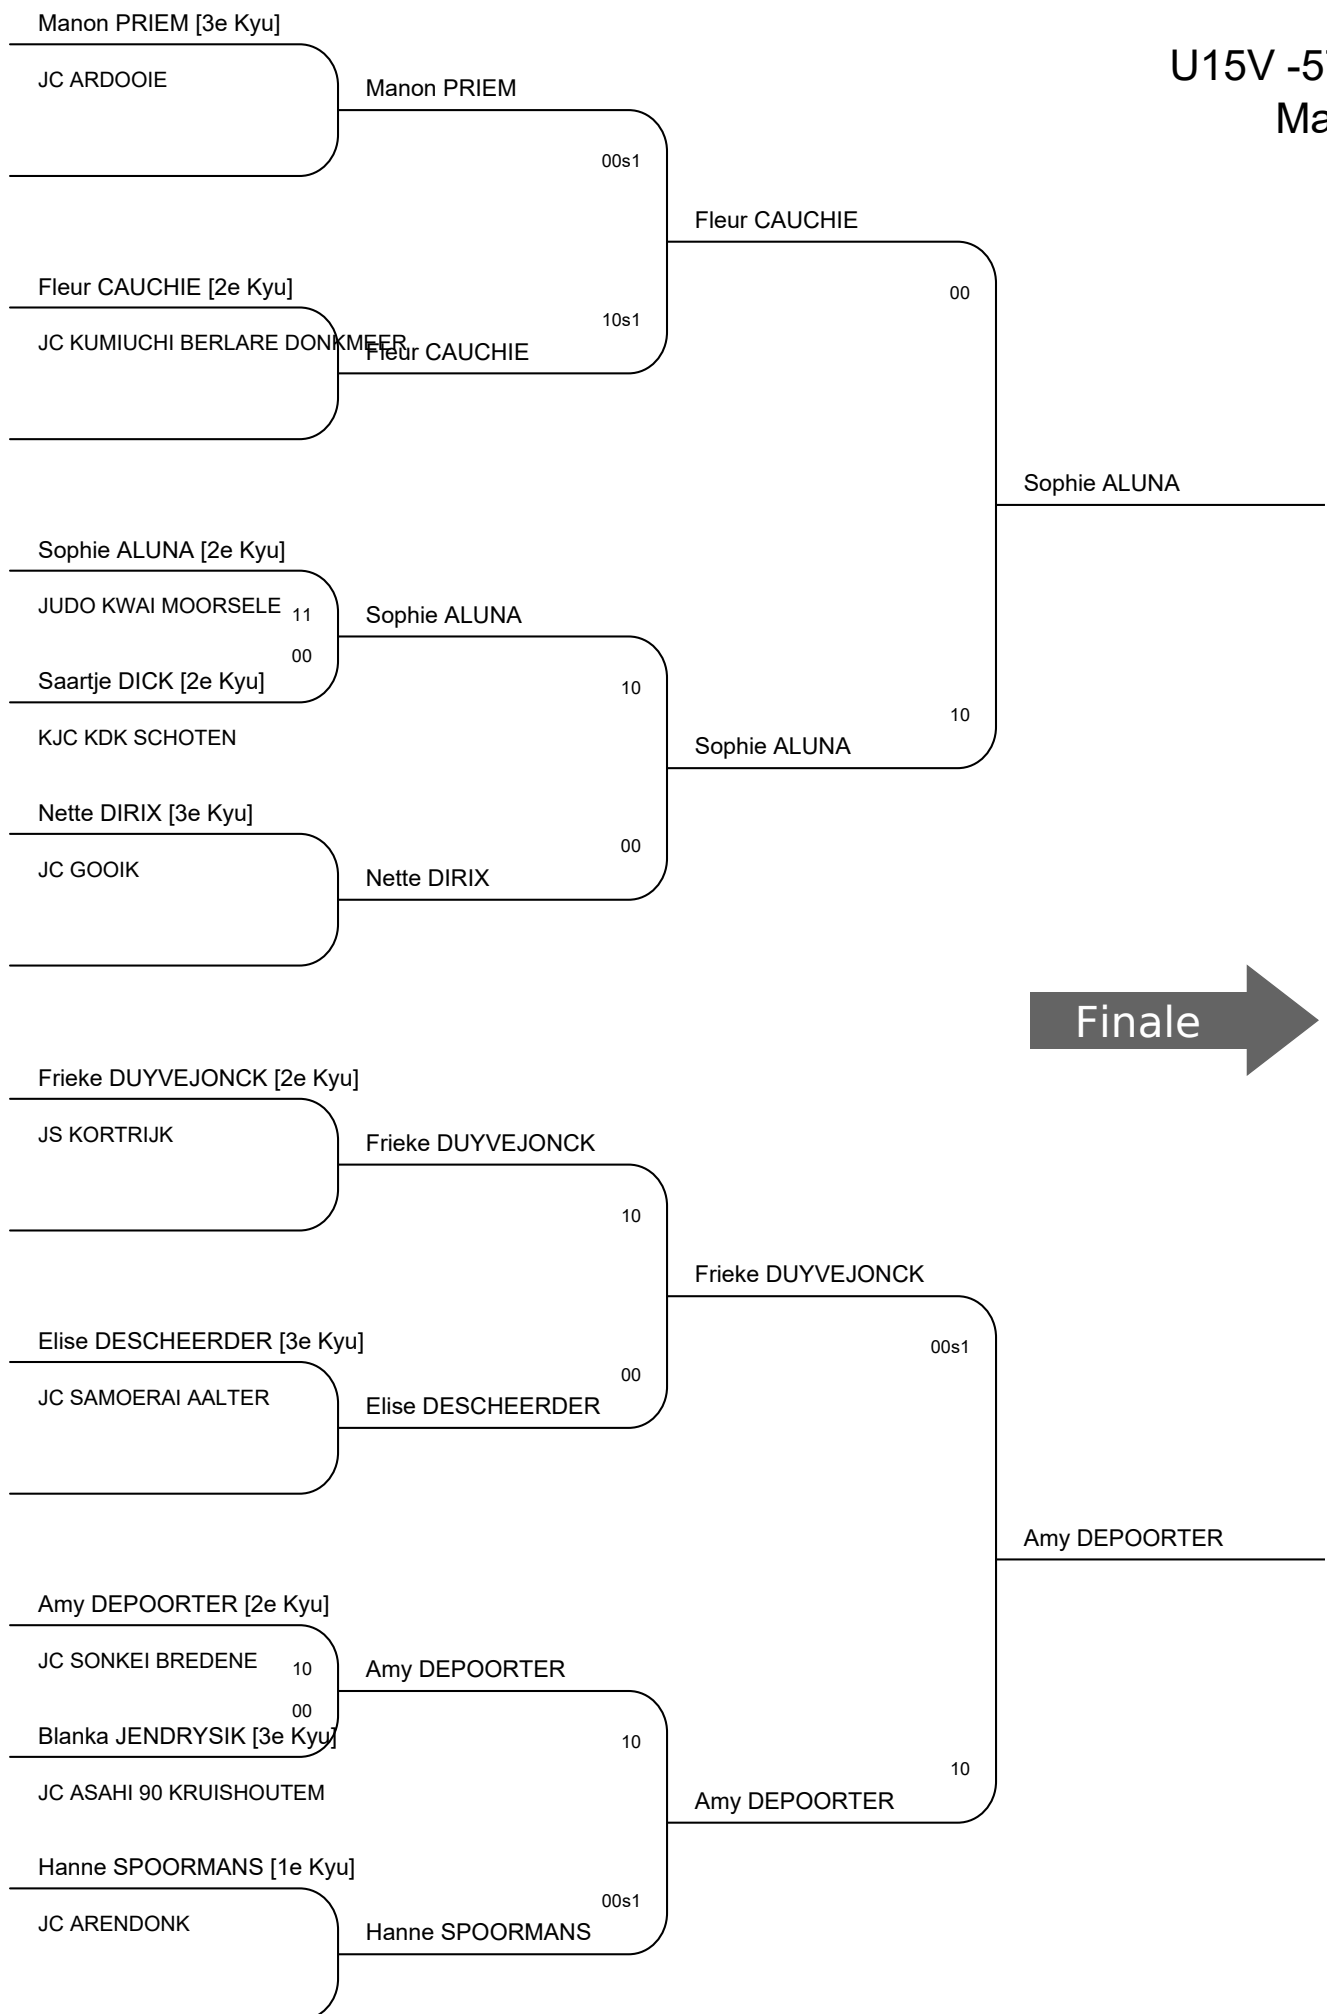 Manon PRIEM [3e Kyu]
JC ARDOOIE
Manon PRIEM
U15V -57
Ma
00s1
Fleur CAUCHIE
Fleur CAUCHIE [2e Kyu]
00
10s1
JC KUMIUCHI BERLARE DONKMEER
Fleur CAUCHIE
Sophie ALUNA
Sophie ALUNA [2e Kyu]
JUDO KWAI MOORSELE
11
Sophie ALUNA
00
Saartje DICK [2e Kyu]
10
10
KJC KDK SCHOTEN
Sophie ALUNA
Nette DIRIX [3e Kyu]
00
JC GOOIK
Nette DIRIX
Finale
Frieke DUYVEJONCK [2e Kyu]
JS KORTRIJK
Frieke DUYVEJONCK
10
Frieke DUYVEJONCK
Elise DESCHEERDER [3e Kyu]
00s1
00
JC SAMOERAI AALTER
Elise DESCHEERDER
Amy DEPOORTER
Amy DEPOORTER [2e Kyu]
JC SONKEI BREDENE
10
Amy DEPOORTER
00
Blanka JENDRYSIK [3e Kyu]
10
10
JC ASAHI 90 KRUISHOUTEM
Amy DEPOORTER
Hanne SPOORMANS [1e Kyu]
00s1
JC ARENDONK
Hanne SPOORMANS